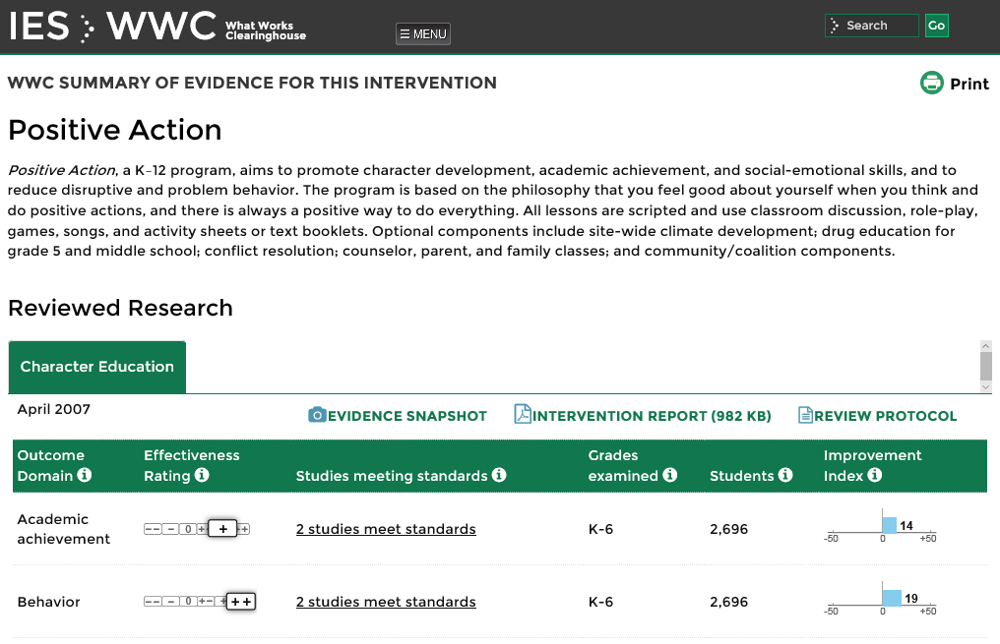 IES WWC What Works Clearinghouse
☰ MENU
Search
Go
WWC SUMMARY OF EVIDENCE FOR THIS INTERVENTION
Print
Positive Action
Positive Action, a K–12 program, aims to promote character development, academic achievement, and social-emotional skills, and to
reduce disruptive and problem behavior. The program is based on the philosophy that you feel good about yourself when you think and
do positive actions, and there is always a positive way to do everything. All lessons are scripted and use classroom discussion, role-play,
games, songs, and activity sheets or text booklets. Optional components include site-wide climate development; drug education for
grade 5 and middle school; conflict resolution; counselor, parent, and family classes; and community/coalition components.
Reviewed Research
Character Education
April 2007
EVIDENCE SNAPSHOT
INTERVENTION REPORT (982 KB)
REVIEW PROTOCOL
Outcome Domain
Effectiveness Rating
Studies meeting standards
Grades examined
Students
Improvement Index
Academic achievement
-- - 0 +- + ++
2 studies meet standards
K-6
2,696
14
-50 0 +50
Behavior
-- - 0 +- + ++
2 studies meet standards
K-6
2,696
19
-50 0 +50